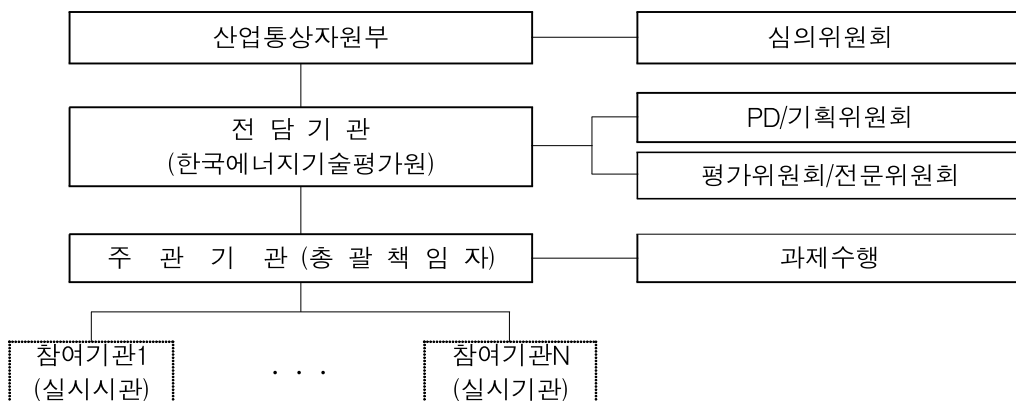 산업통상자원부
심의위원회
전 담 기 관
(한국에너지기술평가원)
PD/기획위원회
평가위원회/전문위원회
주 관 기 관 (총 괄 책 임 자)
과제수행
참여기관1
(실시시관)
· · ·
참여기관N
(실시기관)